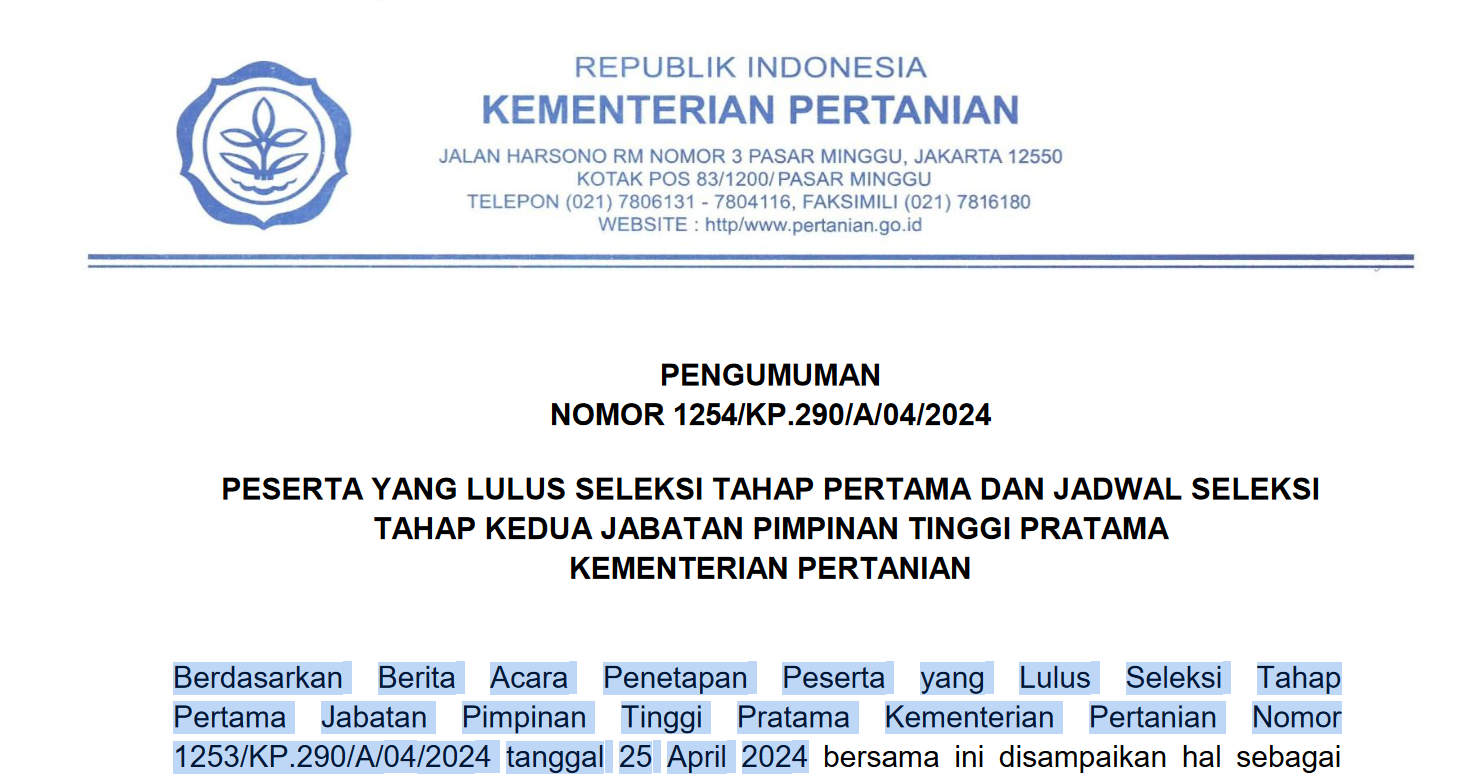 REPUBLIK INDONESIA
KEMENTERIAN PERTANIAN
JALAN HARSONO RM NOMOR 3 PASAR MINGGU, JAKARTA 12550
KOTAK POS 83/1200/PASAR MINGGU
TELEPON (021) 7806131 - 7804116, FAKSIMILI (021) 7816180
WEBSITE : http/www.pertanian.go.id
PENGUMUMAN
NOMOR 1254/KP.290/A/04/2024
PESERTA YANG LULUS SELEKSI TAHAP PERTAMA DAN JADWAL SELEKSI
TAHAP KEDUA JABATAN PIMPINAN TINGGI PRATAMA
KEMENTERIAN PERTANIAN
Berdasarkan Berita Acara Penetapan Peserta yang Lulus Seleksi Tahap
Pertama Jabatan Pimpinan Tinggi Pratama Kementerian Pertanian Nomor
1253/KP.290/A/04/2024 tanggal 25 April 2024 bersama ini disampaikan hal sebagai